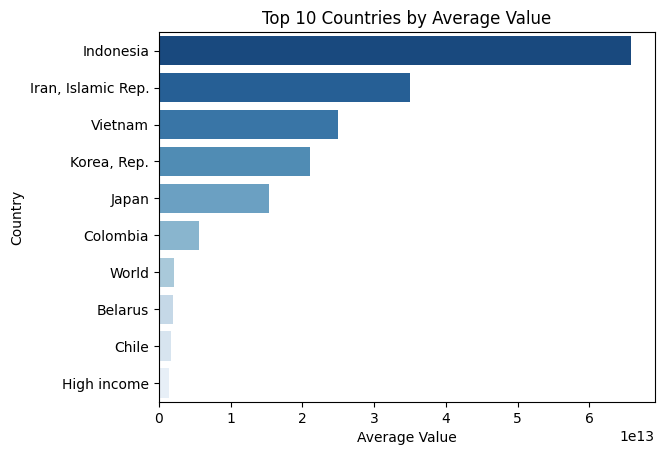 Top 10 Countries by Average Value
Country
Indonesia
Iran, Islamic Rep.
Vietnam
Korea, Rep.
Japan
Colombia
World
Belarus
Chile
High income
0 1 2 3 4 5 6
1e13
Average Value